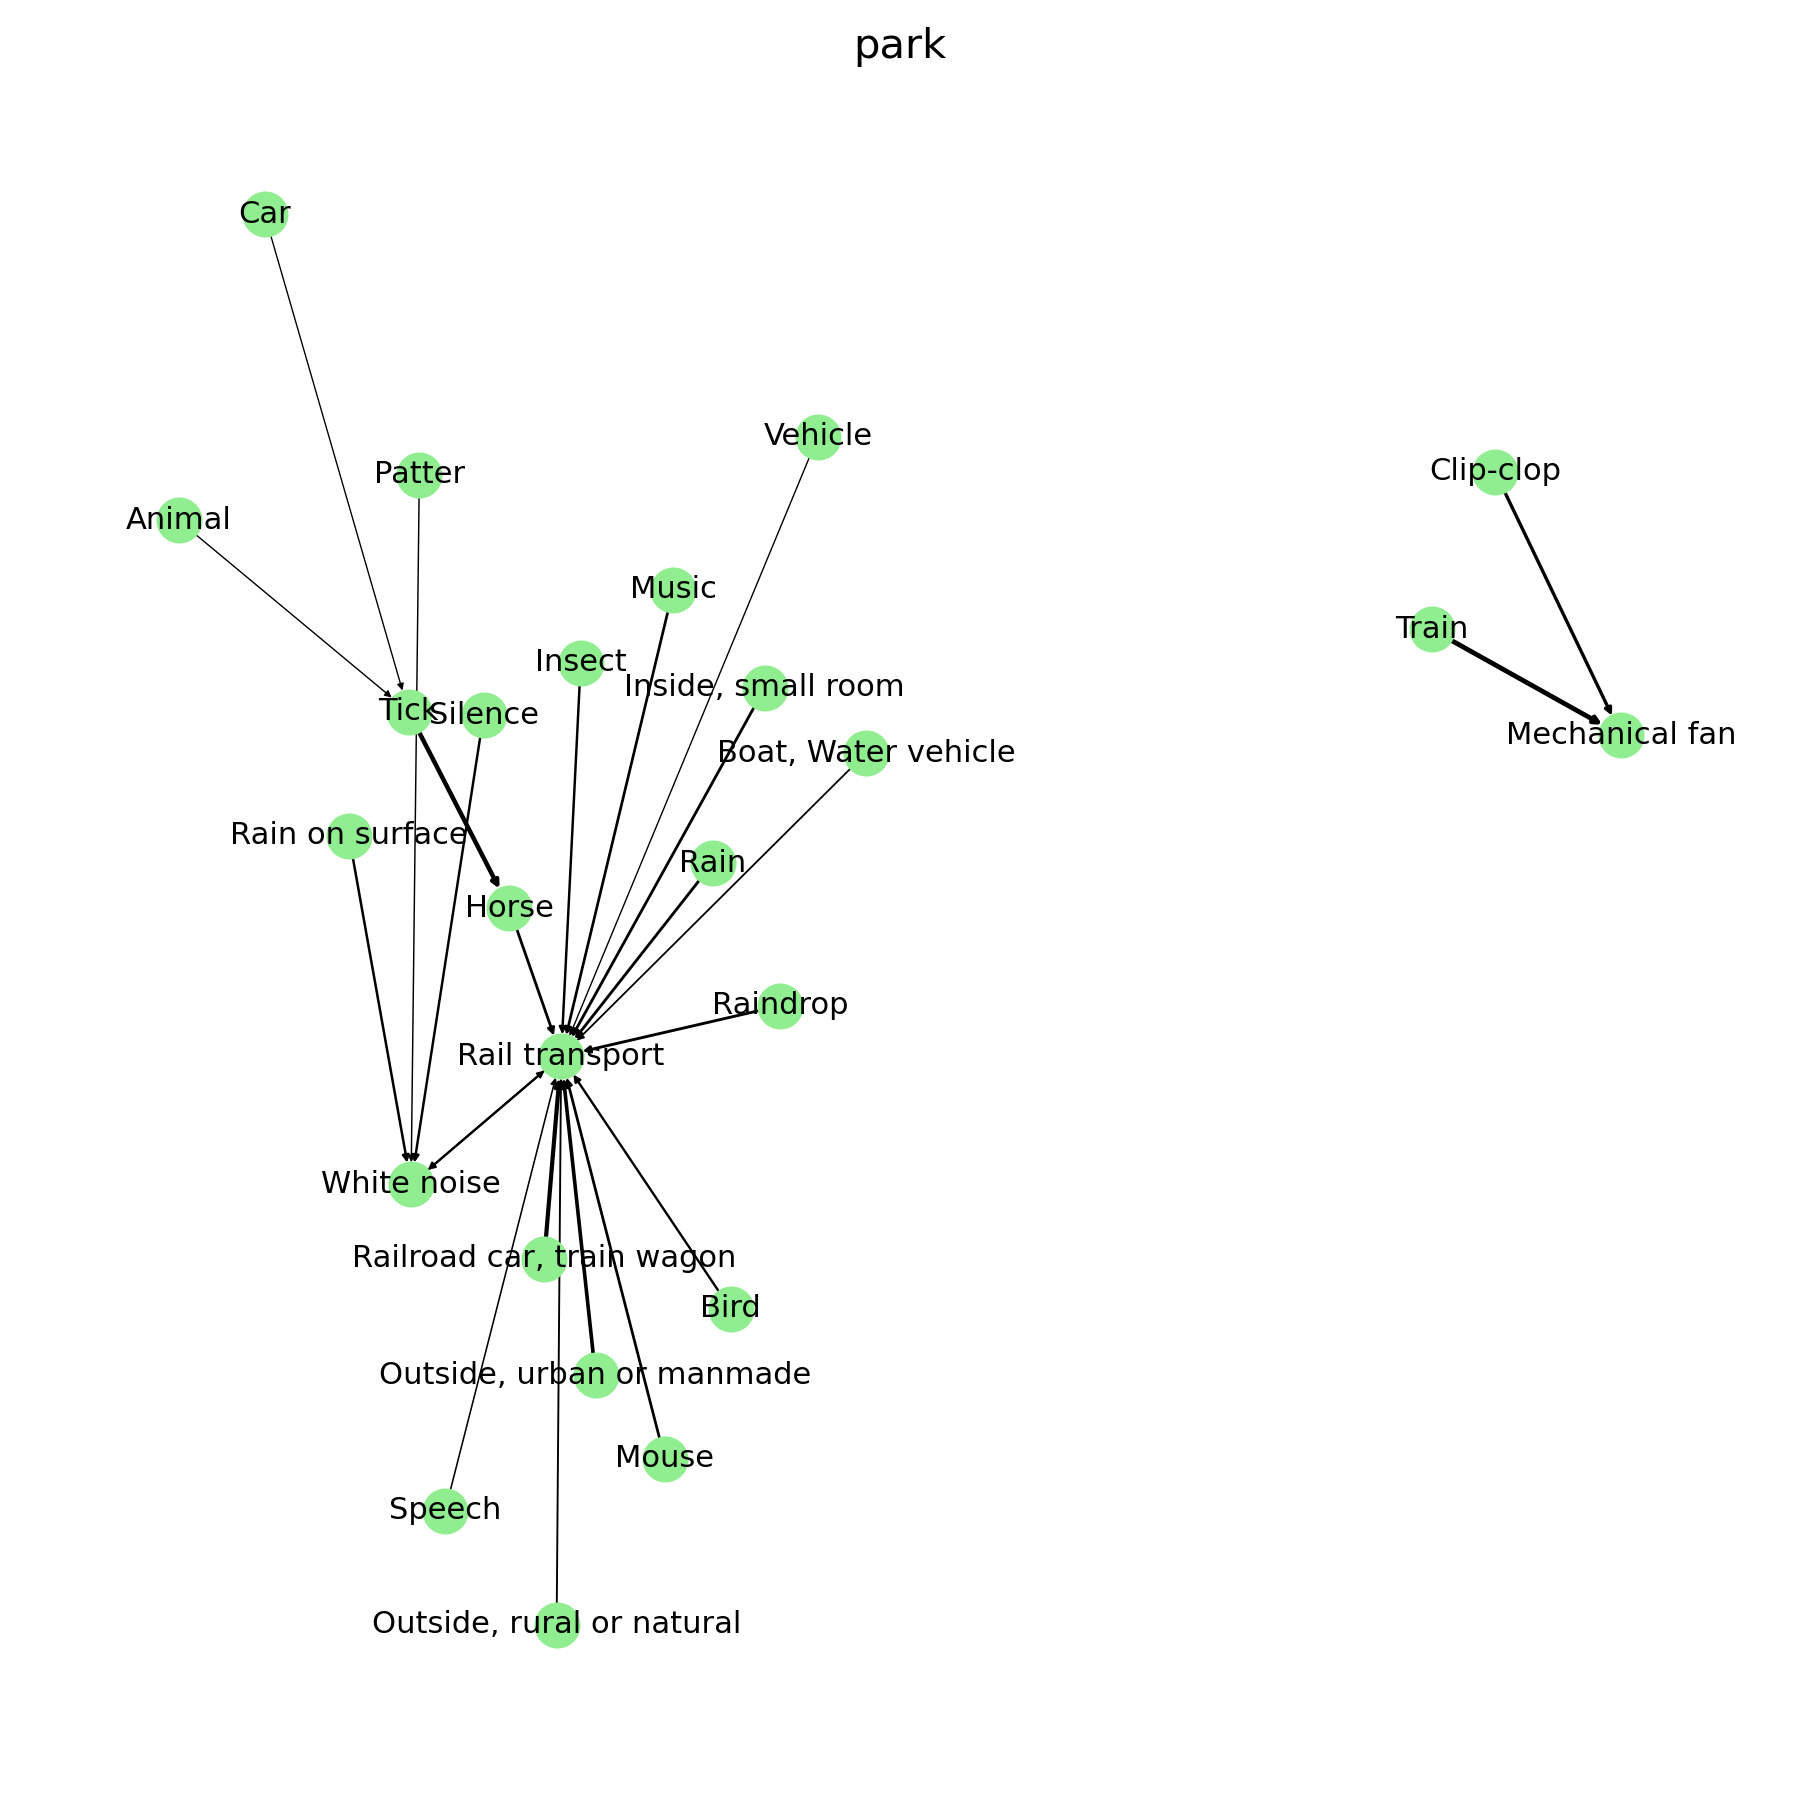 park
Car
Vehicle
Patter
Clip-clop
Animal
Music
Train
Insect
Inside, small room
Tick
Silence
Mechanical fan
Boat, Water vehicle
Rain on surface
Rain
Horse
Raindrop
Rail transport
White noise
Railroad car, train wagon
Bird
Outside, urban or manmade
Mouse
Speech
Outside, rural or natural